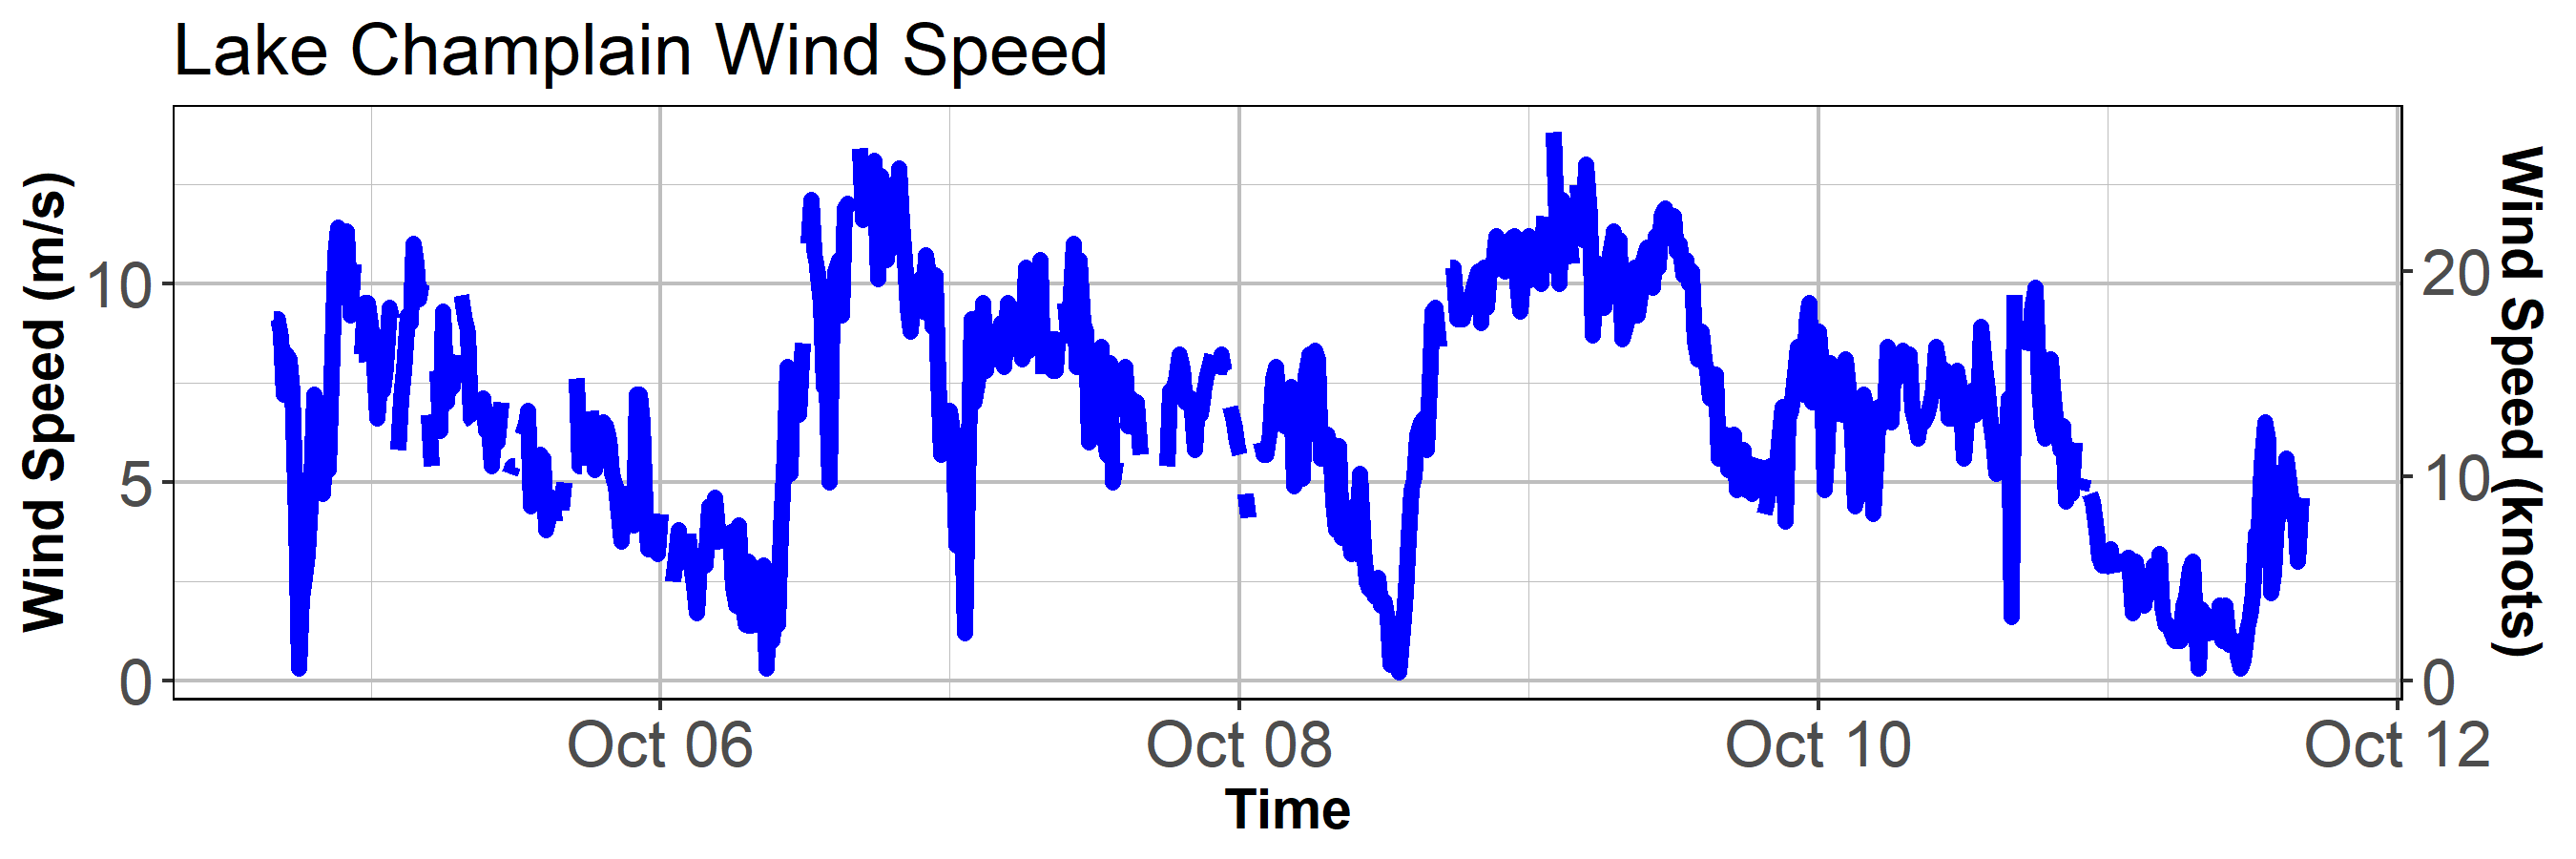 Lake Champlain Wind Speed
Wind Speed (m/s)
10
5
0
20
10
0
Wind Speed (knots)
Oct 06
Oct 08
Oct 10
Oct 12
Time